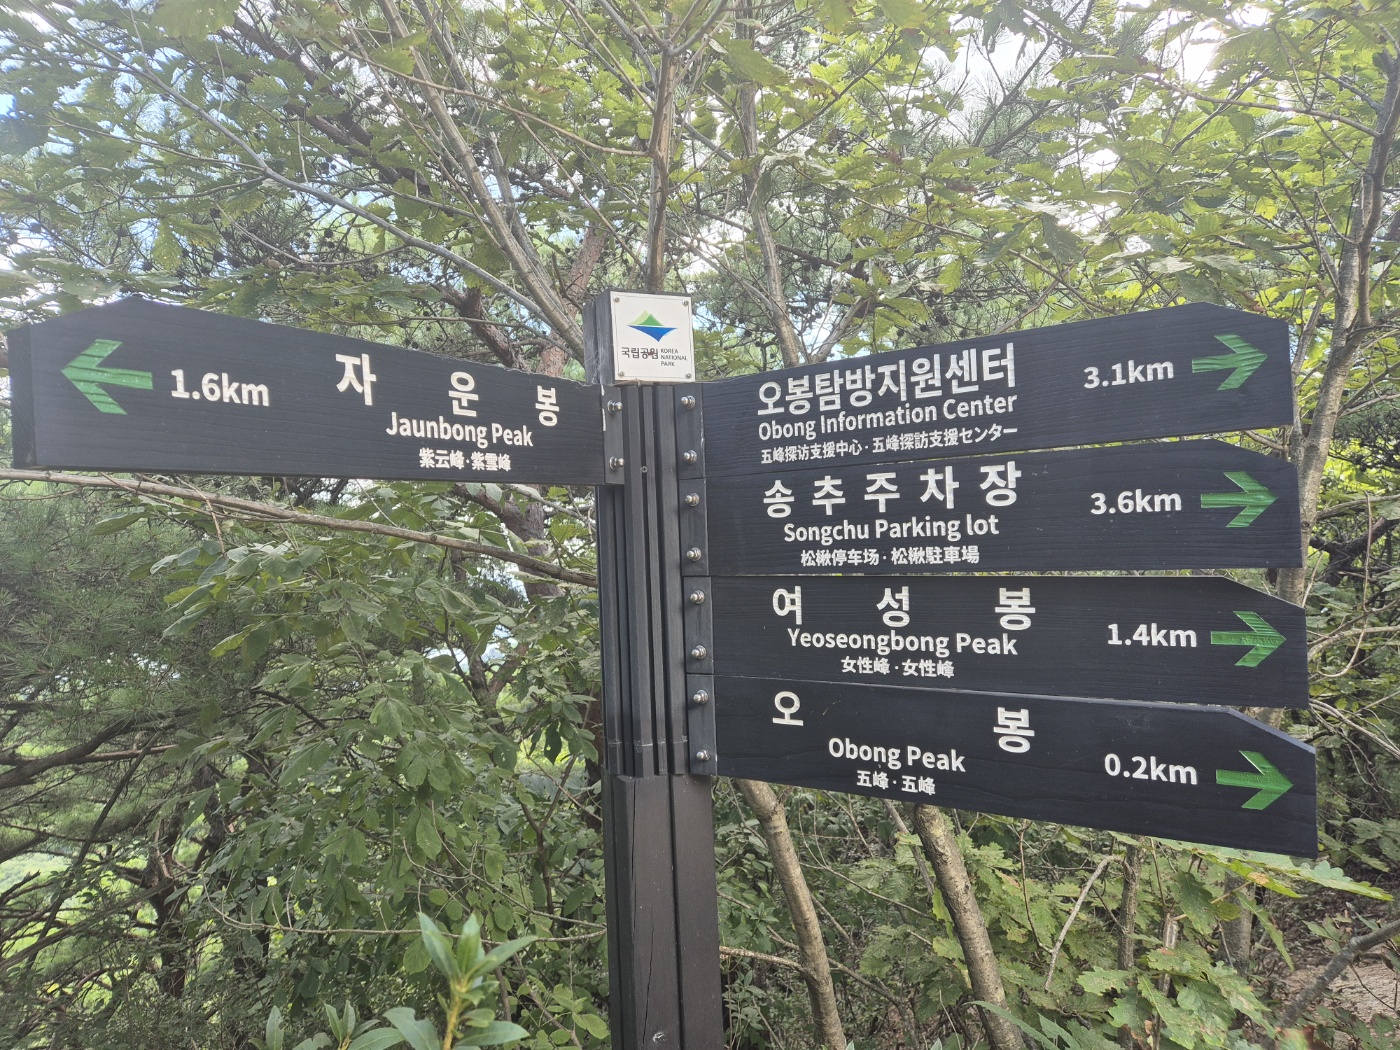 국립공원 KOREA
NATIONAL
PARK
1.6km 자운봉
Jaunbong Peak
紫云峰·紫雲峰
오봉탐방지원센터 3.1km
Obong Information Center
五峰探访支援中心·五峰探訪支援センター
송추주차장 3.6km
Songchu Parking lot
松楸停车场·松楸駐車場
여성봉 1.4km
Yeoseongbong Peak
女性峰·女性峰
오봉 0.2km
Obong Peak
五峰·五峰